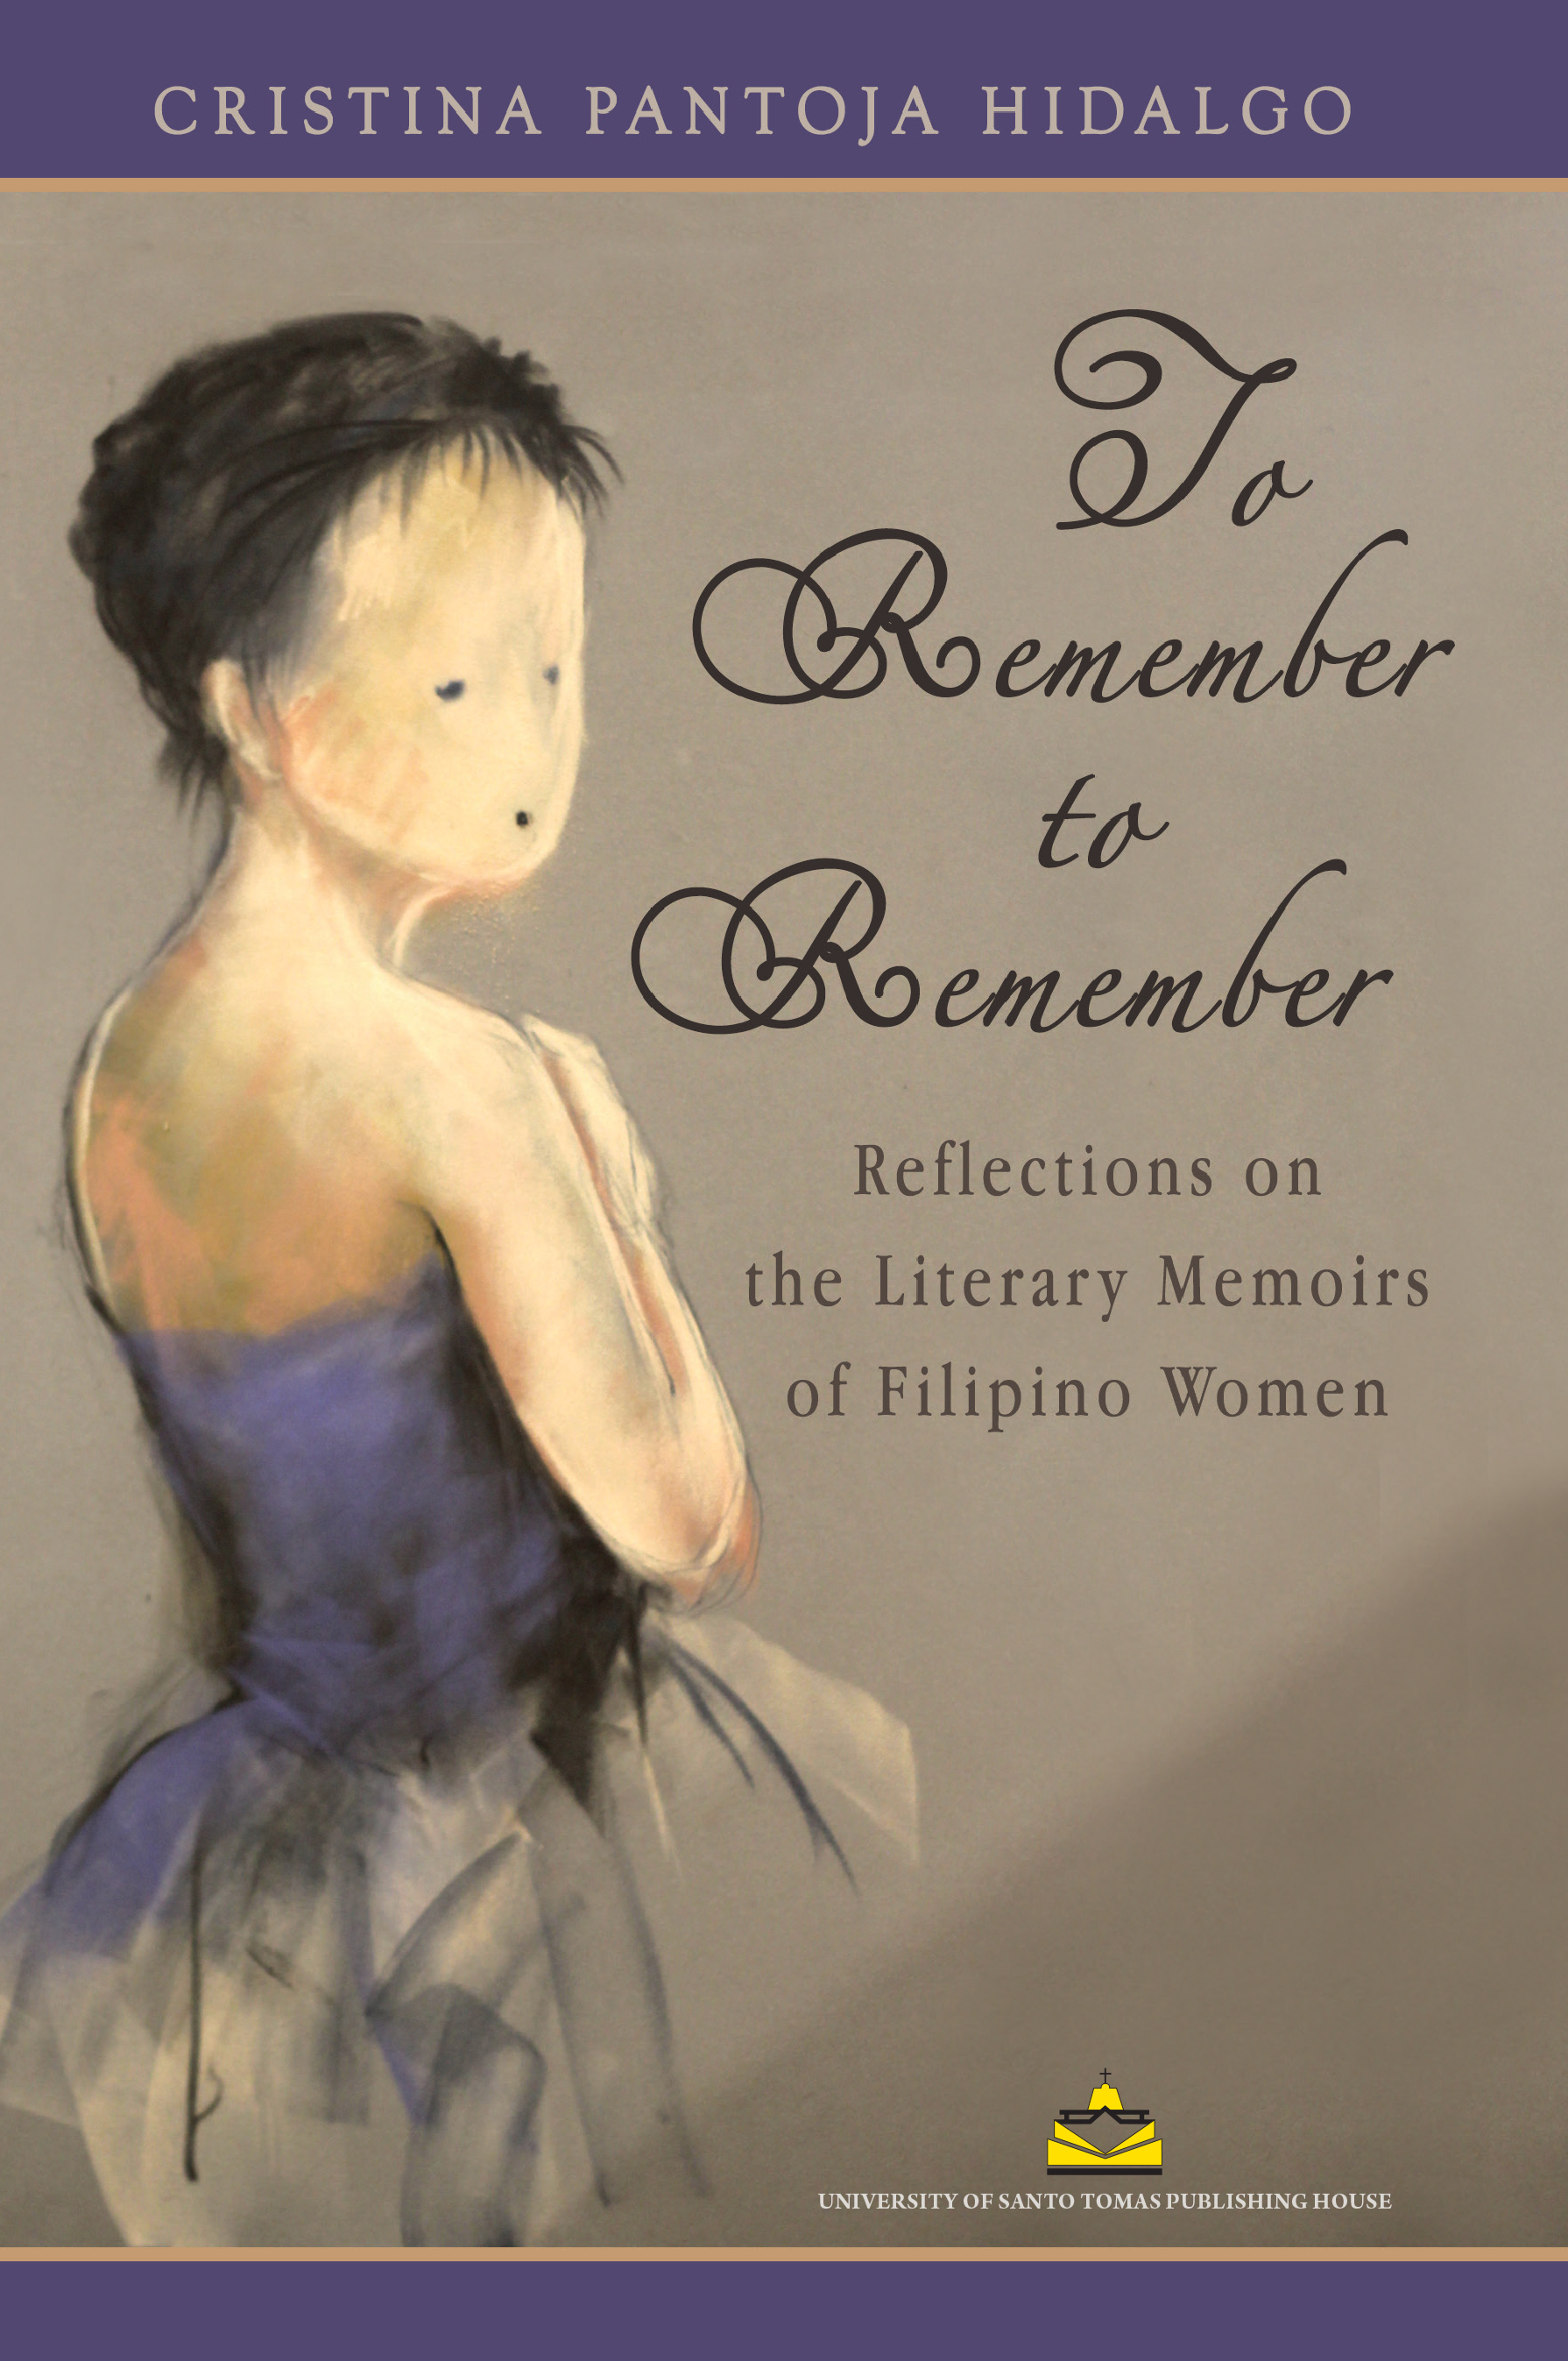 CRISTINA PANTOJA HIDALGO
To
Remember
to
Remember
Reflections on
the Literary Memoirs
of Filipino Women
UNIVERSITY OF SANTO TOMAS PUBLISHING HOUSE